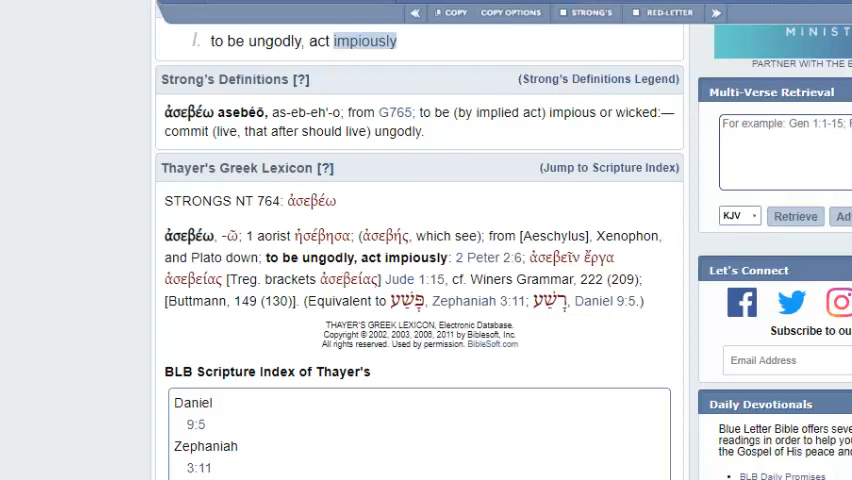 COPY COPY OPTIONS STRONG'S RED-LETTER
l. to be ungodly, act impiously
MINIST
PARTNER WITH THE B
Strong's Definitions [?] (Strong's Definitions Legend)
ἀσεβέω asebéō, as-eb-eh'-o; from G765; to be (by implied act) impious or wicked:—
commit (live, that after should live) ungodly.
Thayer's Greek Lexicon [?] (Jump to Scripture Index)
STRONGS NT 764: ἀσεβέω
ἀσεβέω, -ῶ; 1 aorist ἠσέβησα; (ἀσεβής, which see); from [Aeschylus], Xenophon,
and Plato down; to be ungodly, act impiously: 2 Peter 2:6; ἀσεβεῖν ἔργα
ἀσεβείας [Treg. brackets ἀσεβείας] Jude 1:15, cf. Winers Grammar, 222 (209);
[Buttmann, 149 (130)]. (Equivalent to פָּשַׁע, Zephaniah 3:11; רָשַׁע, Daniel 9:5.)
THAYER'S GREEK LEXICON, Electronic Database.
Copyright © 2002, 2003, 2006, 2011 by Biblesoft, Inc.
All rights reserved. Used by permission. BibleSoft.com
BLB Scripture Index of Thayer's
Daniel
9:5
Zephaniah
3:11
Multi-Verse Retrieval
For example: Gen 1:1-15; F
KJV Retrieve Ad
Let's Connect
Subscribe to ou
Email Address
Daily Devotionals
Blue Letter Bible offers seve
readings in order to help you
the Gospel of His peace and
BLB Daily Promises